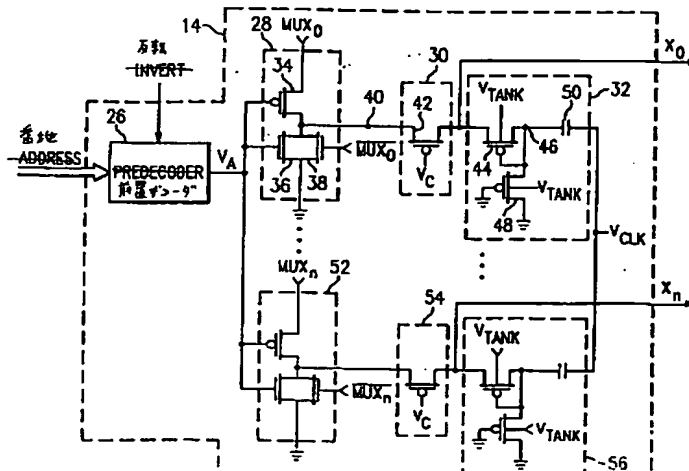 14
28
MUX0
反転
INVERT
34
30
X0
26
番地
ADDRESS
PREDECODER
前置デコーダ
VA
40
42
VC
36
38
MUX0
VTANK
50
32
44
46
VTANK
48
VCLK
MUXn
52
54
Xn
VTANK
MUXn
VC
VTANK
56